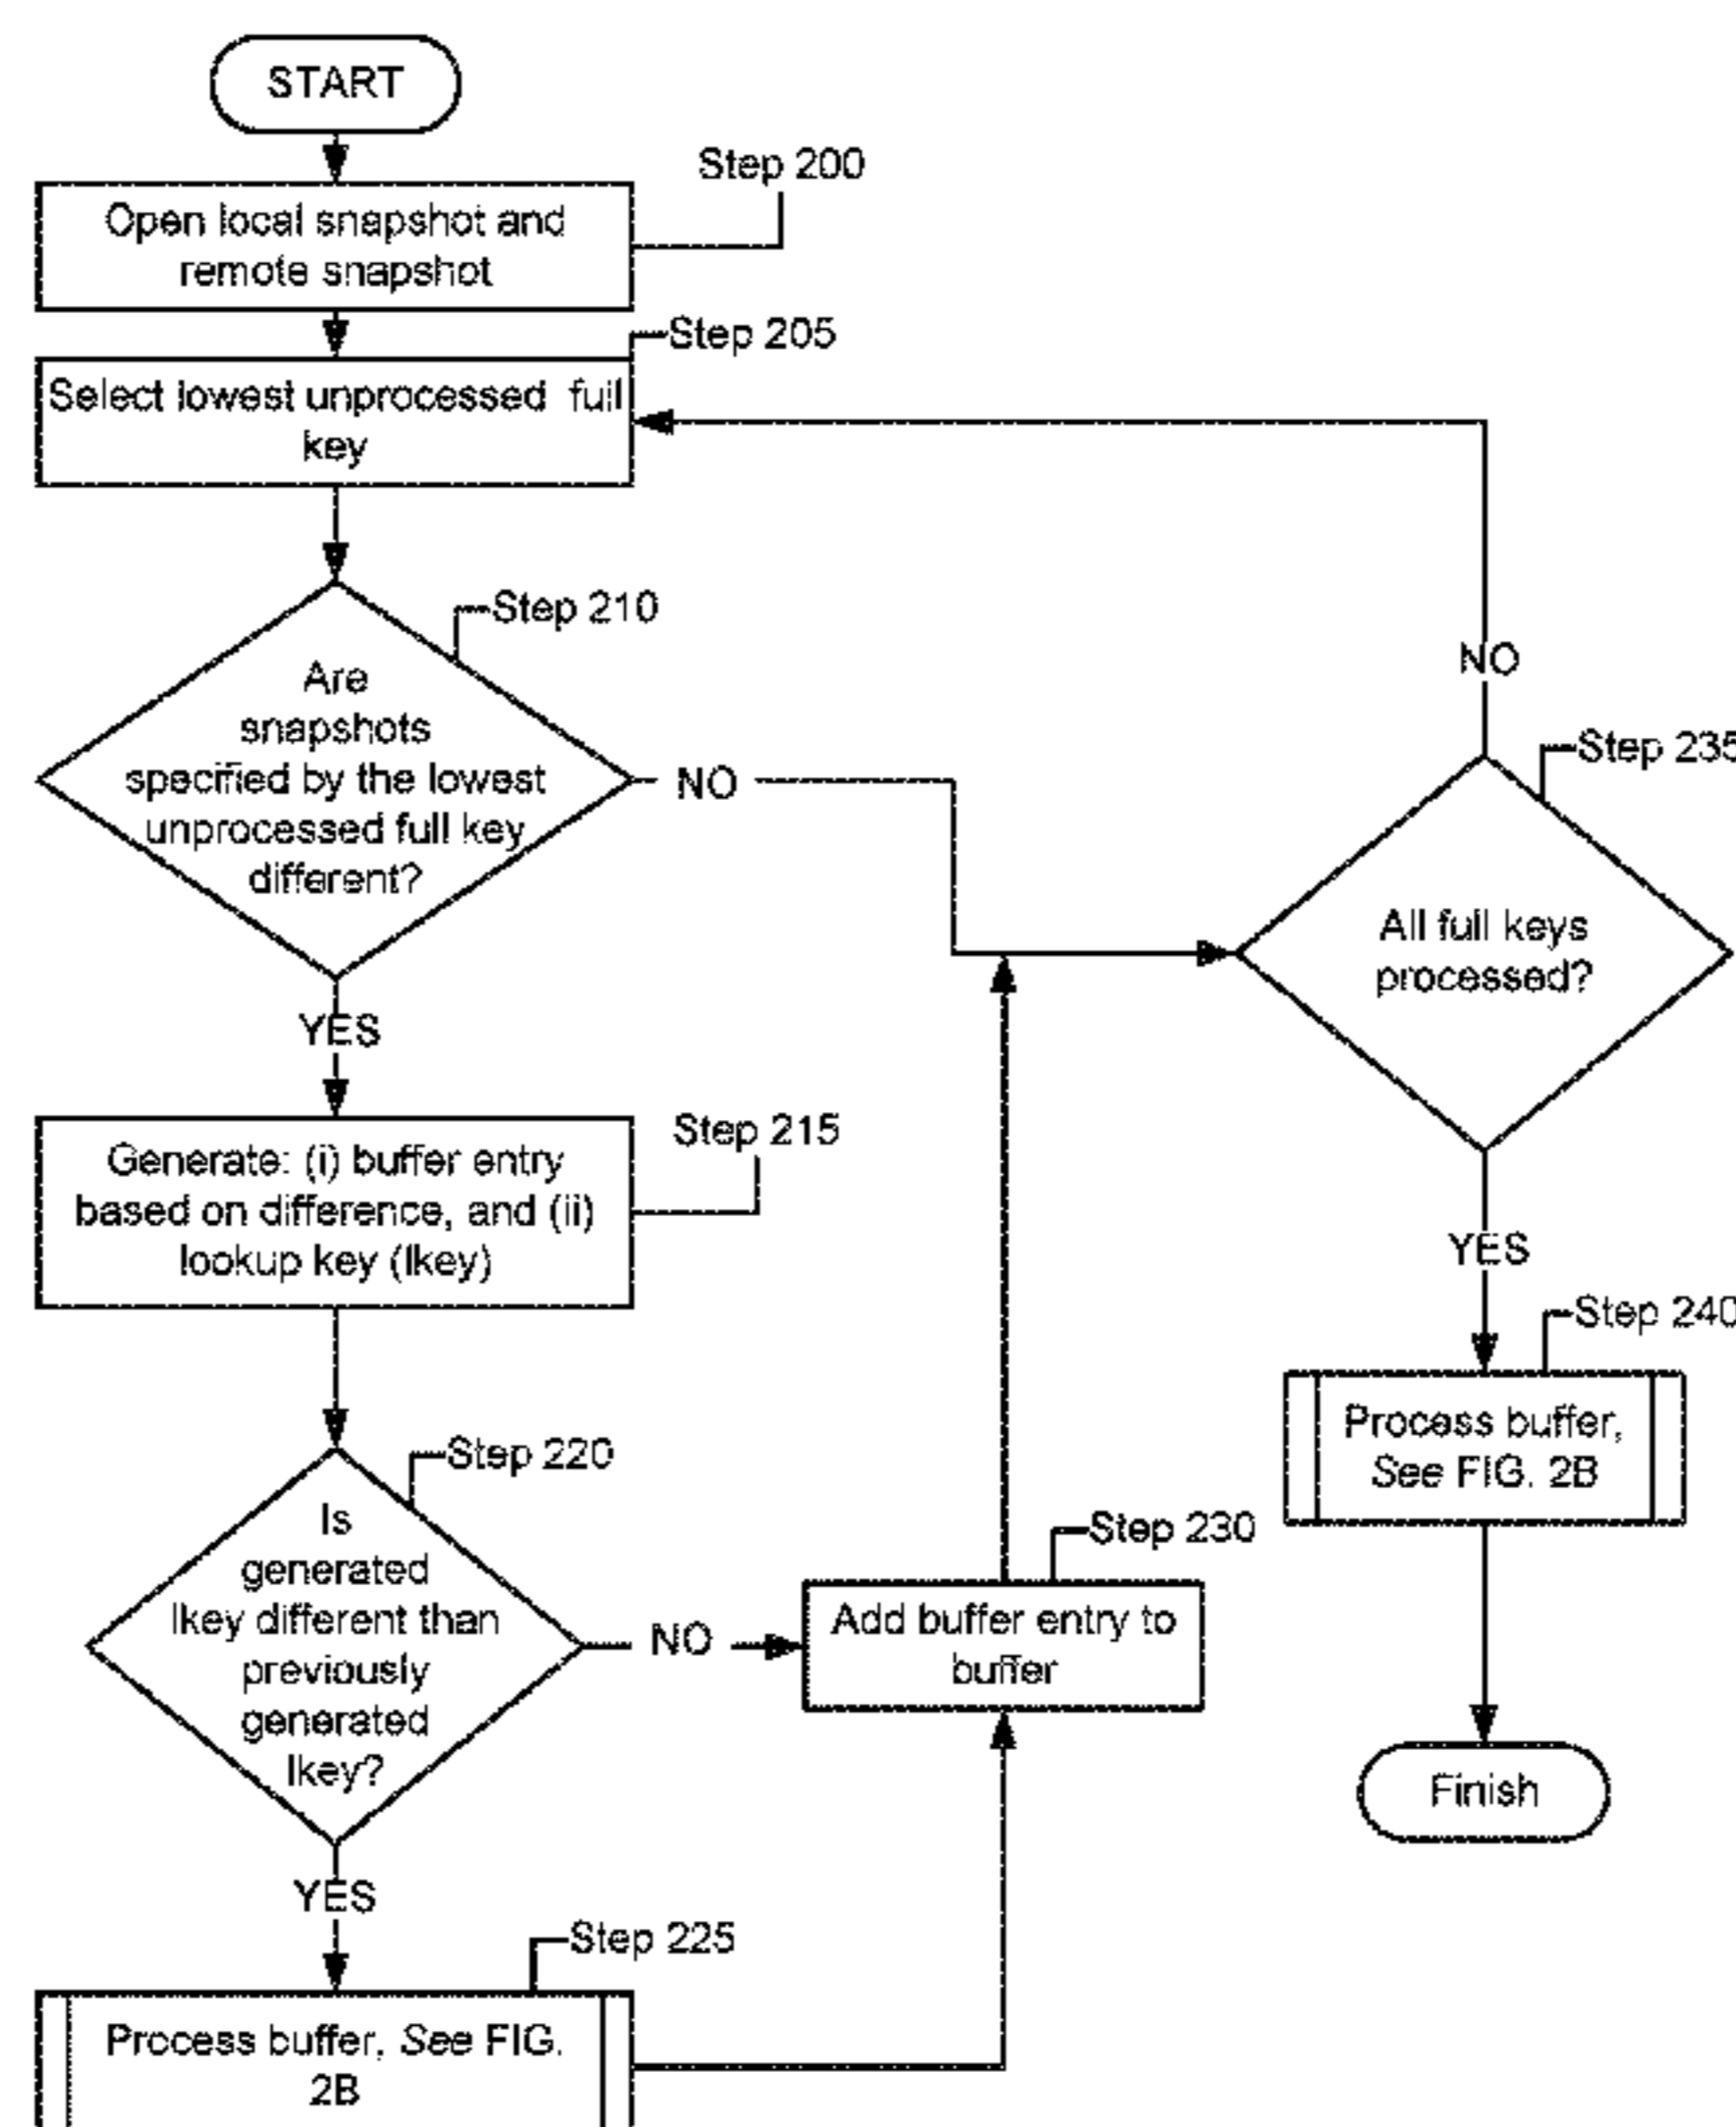 START
Step 200
Open local snapshot and
remote snapshot
Step 205
Select lowest unprocessed full
key
Step 210
Are
snapshots
specified by the lowest
unprocessed full key
different?
NO
YES
Step 215
Generate: (i) buffer entry
based on difference, and (ii)
lookup key (lkey)
Step 220
Is
generated
lkey different than
previously
generated
lkey?
NO
YES
Step 225
Process buffer, See FIG.
2B
Step 230
Add buffer entry to
buffer
NO
Step 235
All full keys
processed?
YES
Step 240
Process buffer,
See FIG. 2B
Finish